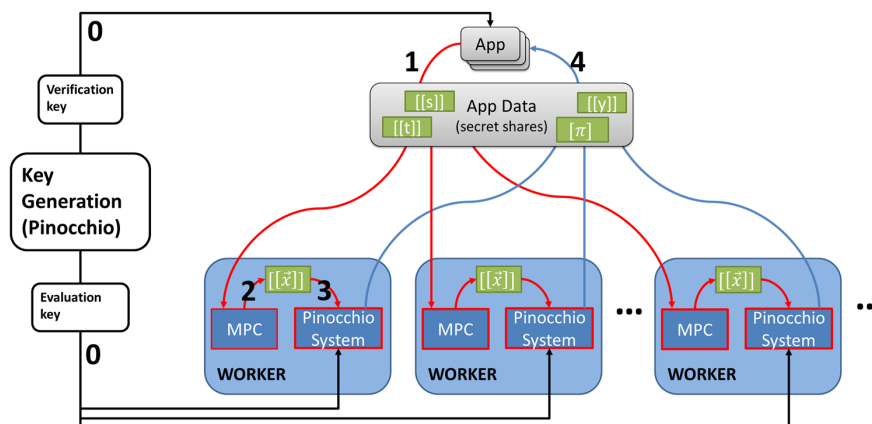 0
App
1
4
Verification
key
[[s]]
App Data
[[y]]
[[t]]
(secret shares)
[π]
Key
Generation
(Pinocchio)
Evaluation
key
0
2
[[x⃗]]
3
MPC
Pinocchio
System
WORKER
[[x⃗]]
MPC
Pinocchio
System
WORKER
...
[[x⃗]]
MPC
Pinocchio
System
WORKER
..